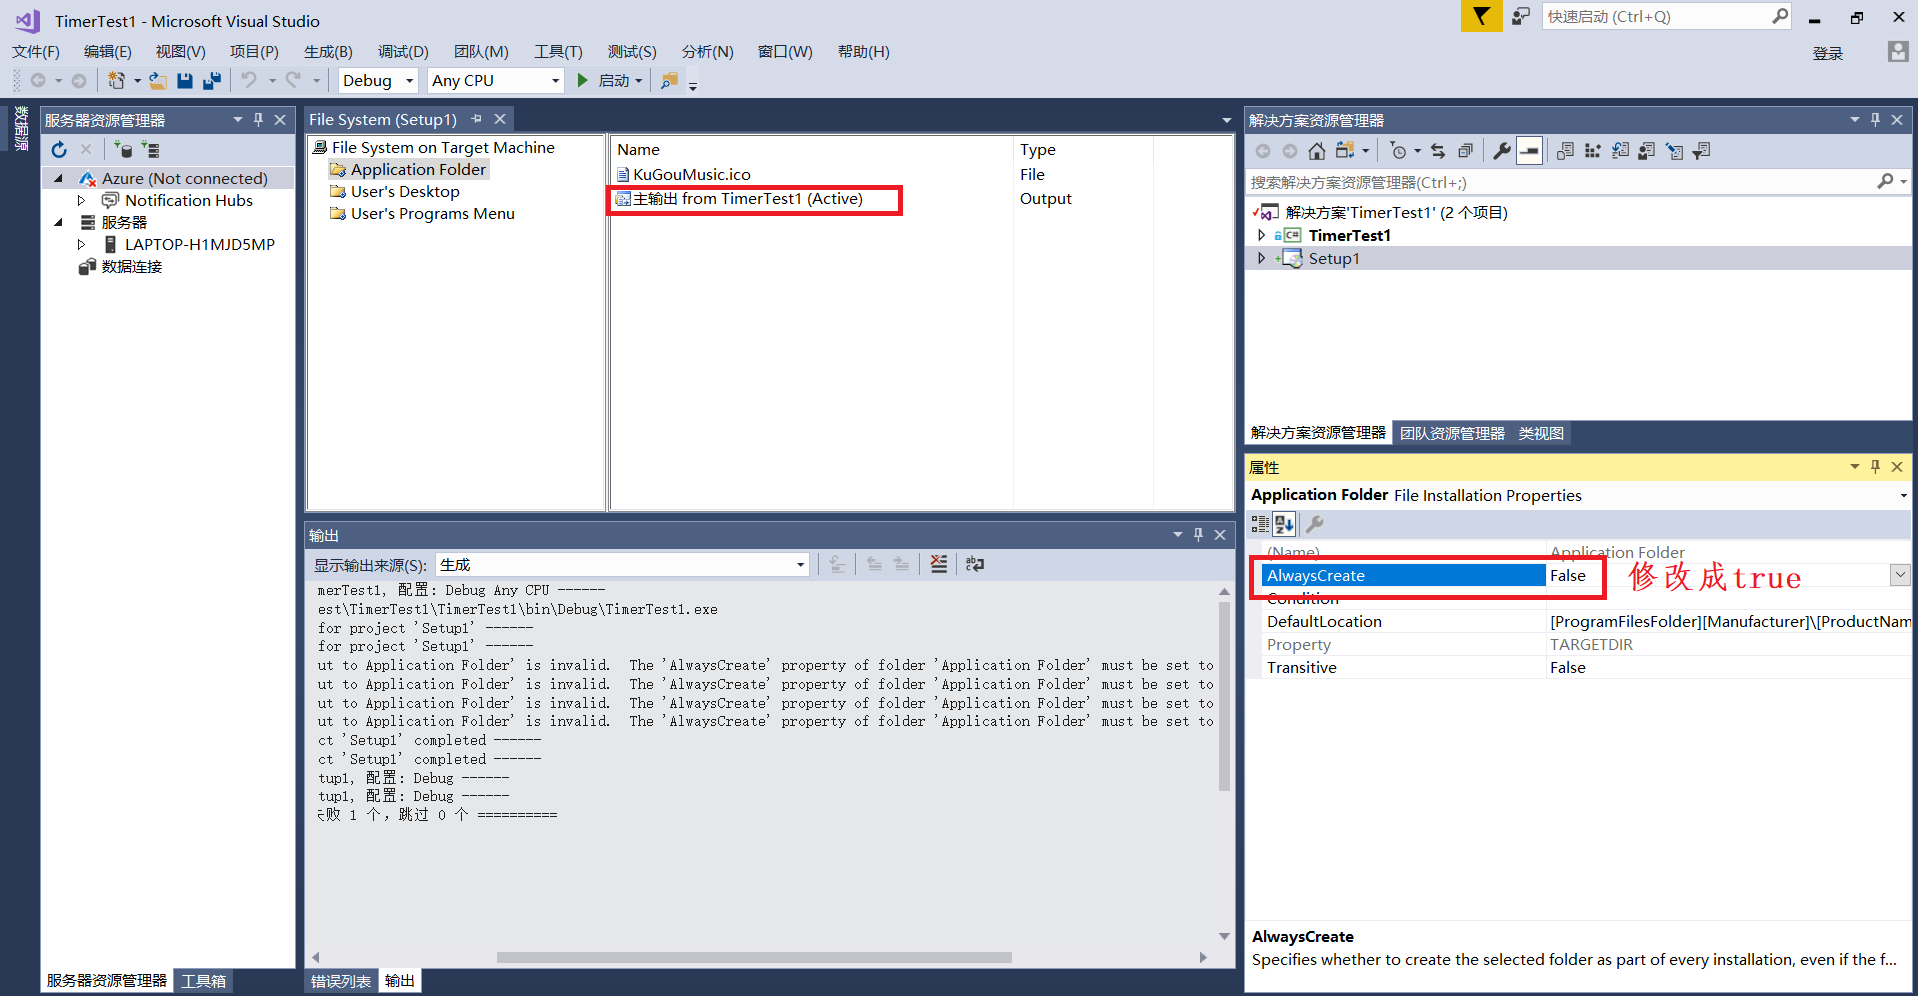 TimerTest1 - Microsoft Visual Studio
快速启动 (Ctrl+Q)
文件(F) 编辑(E) 视图(V) 项目(P) 生成(B) 调试(D) 团队(M) 工具(T) 测试(S) 分析(N) 窗口(W) 帮助(H)
登录
Debug Any CPU 启动
数据源
服务器资源管理器
Azure (Not connected)
Notification Hubs
服务器
LAPTOP-H1MJD5MP
数据连接
服务器资源管理器 工具箱
File System (Setup1)
File System on Target Machine
Application Folder
User's Desktop
User's Programs Menu
Name Type
KuGouMusic.ico File
主输出 from TimerTest1 (Active) Output
输出
显示输出来源(S): 生成
merTest1, 配置: Debug Any CPU ------
est\TimerTest1\TimerTest1\bin\Debug\TimerTest1.exe
for project 'Setup1' ------
for project 'Setup1' ------
ut to Application Folder' is invalid.  The 'AlwaysCreate' property of folder 'Application Folder' must be set to
ut to Application Folder' is invalid.  The 'AlwaysCreate' property of folder 'Application Folder' must be set to
ut to Application Folder' is invalid.  The 'AlwaysCreate' property of folder 'Application Folder' must be set to
ut to Application Folder' is invalid.  The 'AlwaysCreate' property of folder 'Application Folder' must be set to
ct 'Setup1' completed ------
ct 'Setup1' completed ------
tup1, 配置: Debug ------
tup1, 配置: Debug ------
败 1 个，跳过 0 个 ==========
错误列表 输出
解决方案资源管理器
搜索解决方案资源管理器(Ctrl+;)
解决方案'TimerTest1' (2 个项目)
C# TimerTest1
Setup1
解决方案资源管理器 团队资源管理器 类视图
属性
Application Folder File Installation Properties
(Name) Application Folder
AlwaysCreate False 修改成true
Condition
DefaultLocation [ProgramFilesFolder][Manufacturer]\[ProductNam
Property TARGETDIR
Transitive False
AlwaysCreate
Specifies whether to create the selected folder as part of every installation, even if the f...